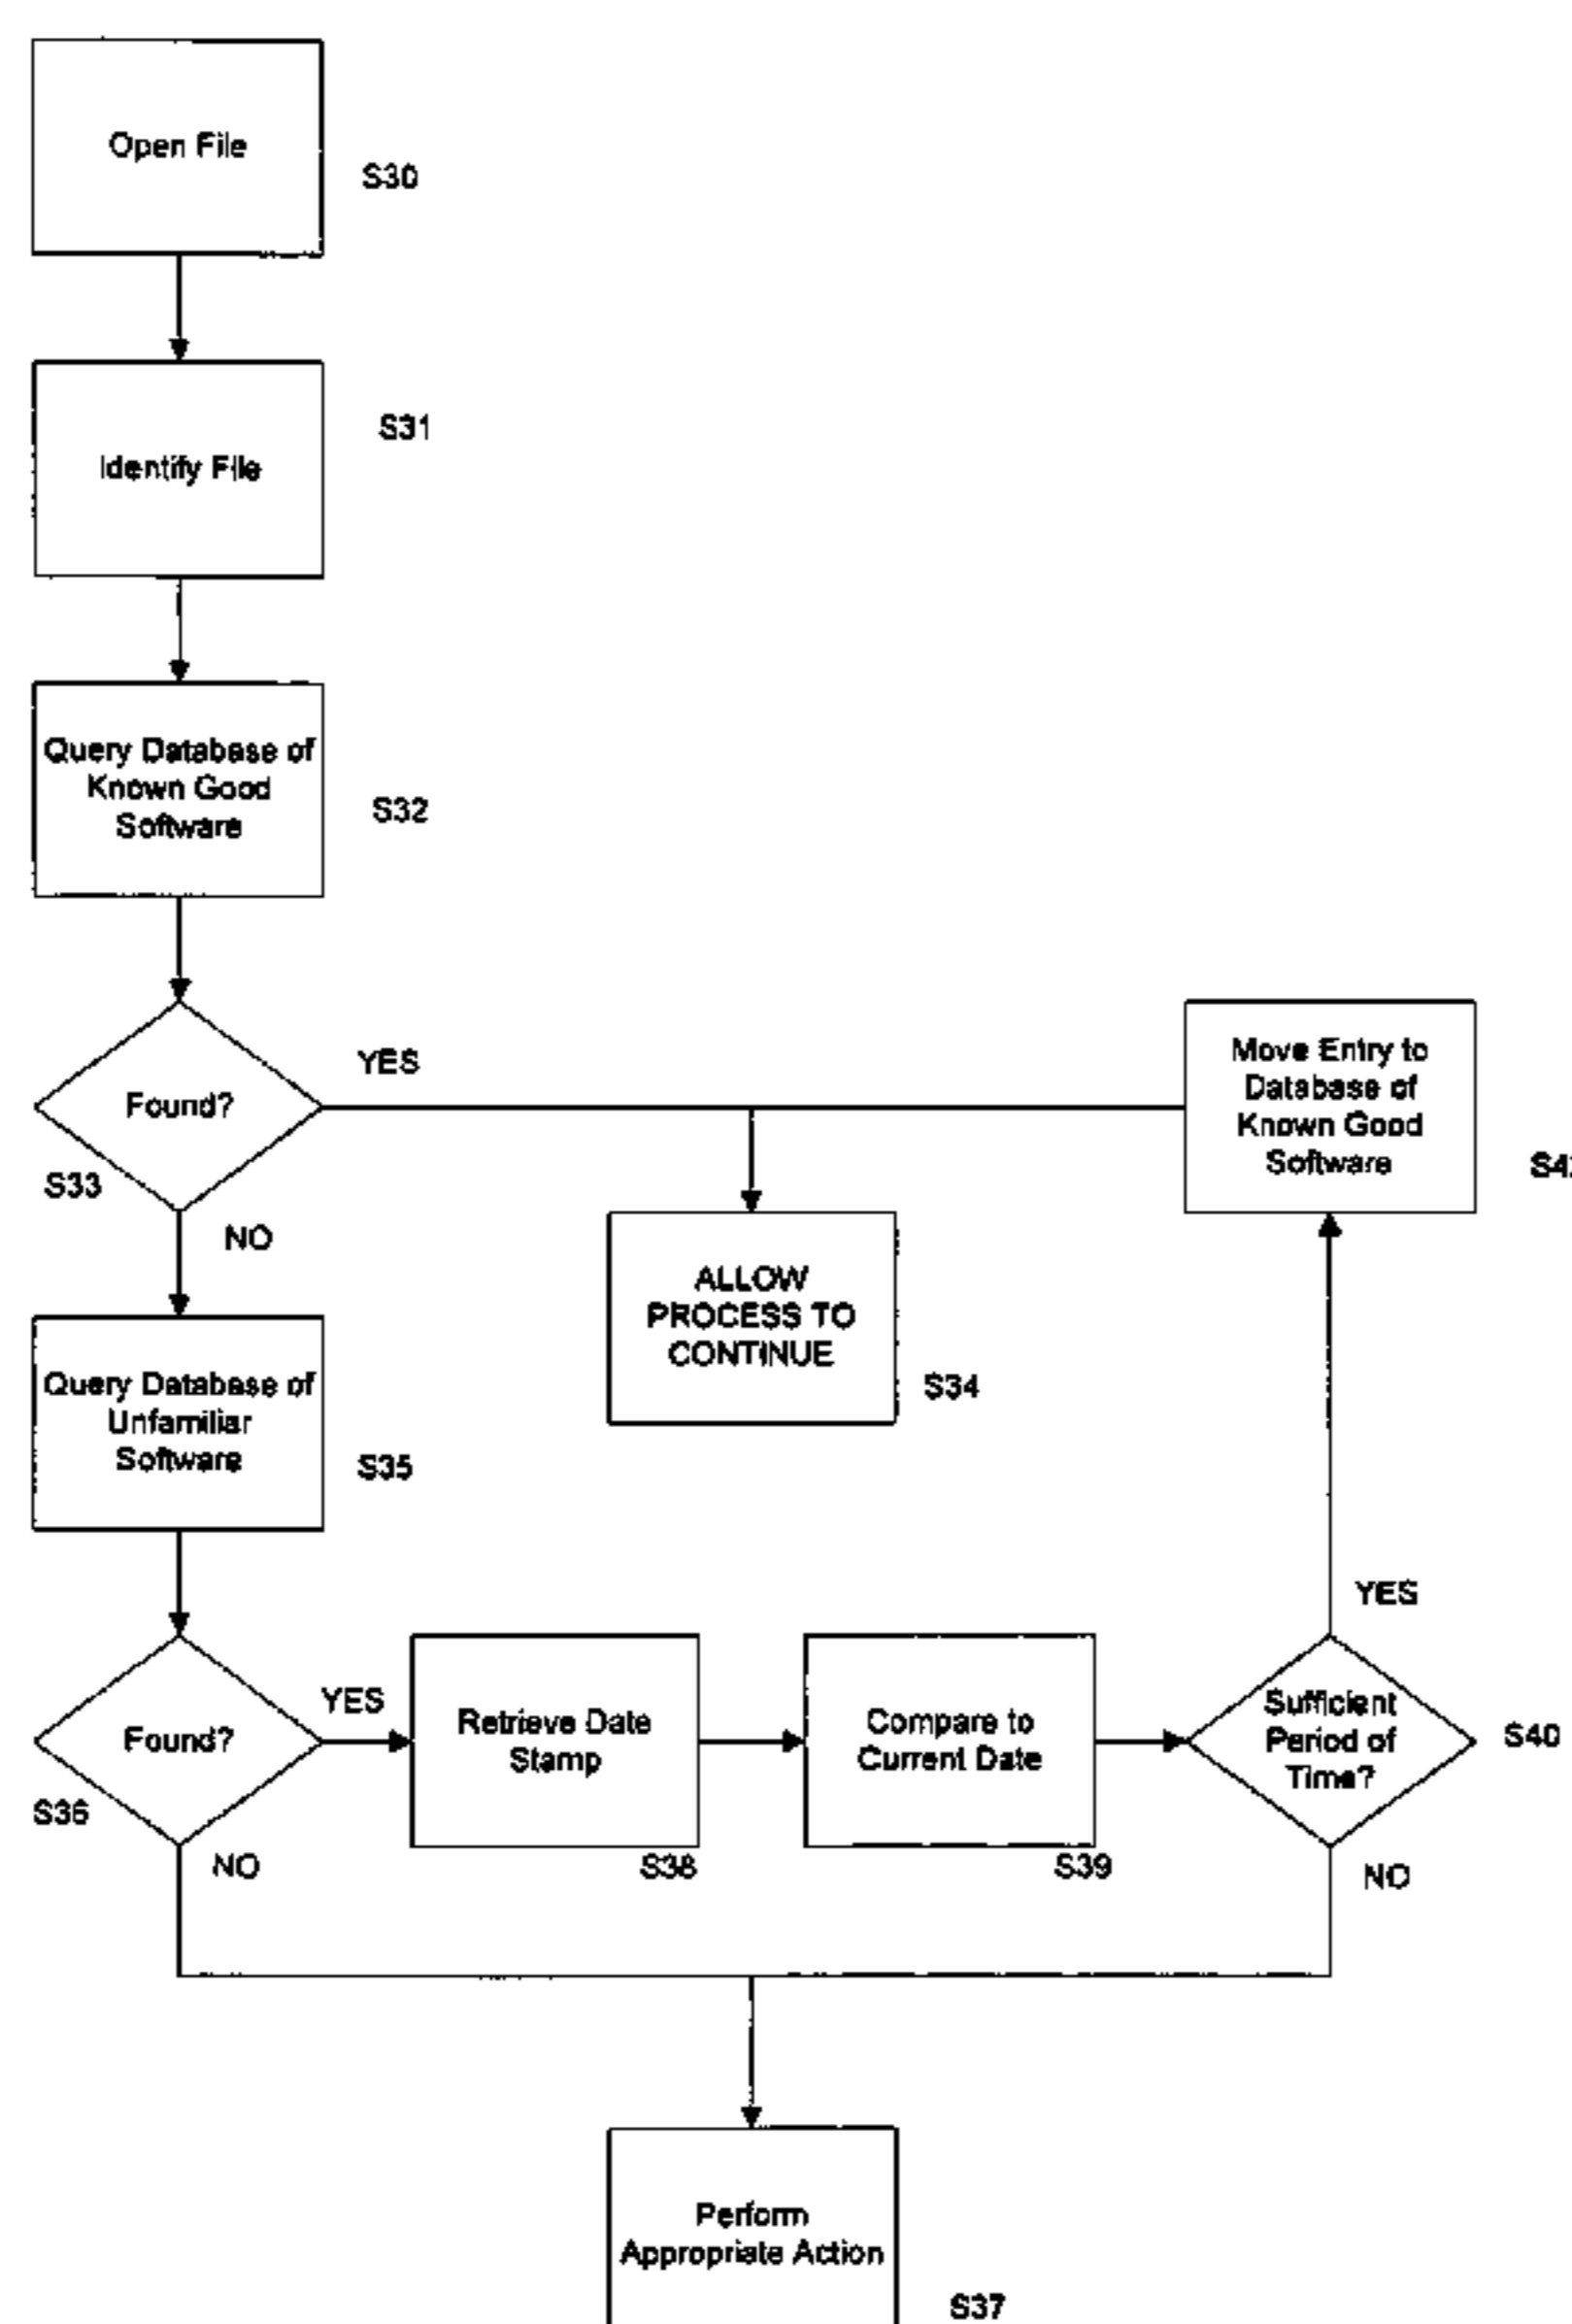 Open File
S30
Identify File
S31
Query Database of
Known Good
Software
S32
Found?
S33
YES
NO
Move Entry to
Database of
Known Good
Software
ALLOW
PROCESS TO
CONTINUE
S34
Query Database of
Unfamiliar
Software
S35
Found?
S36
YES
NO
Retrieve Date
Stamp
S38
Compare to
Current Date
S39
Sufficient
Period of
Time?
S40
YES
NO
Perform
Appropriate Action
S37